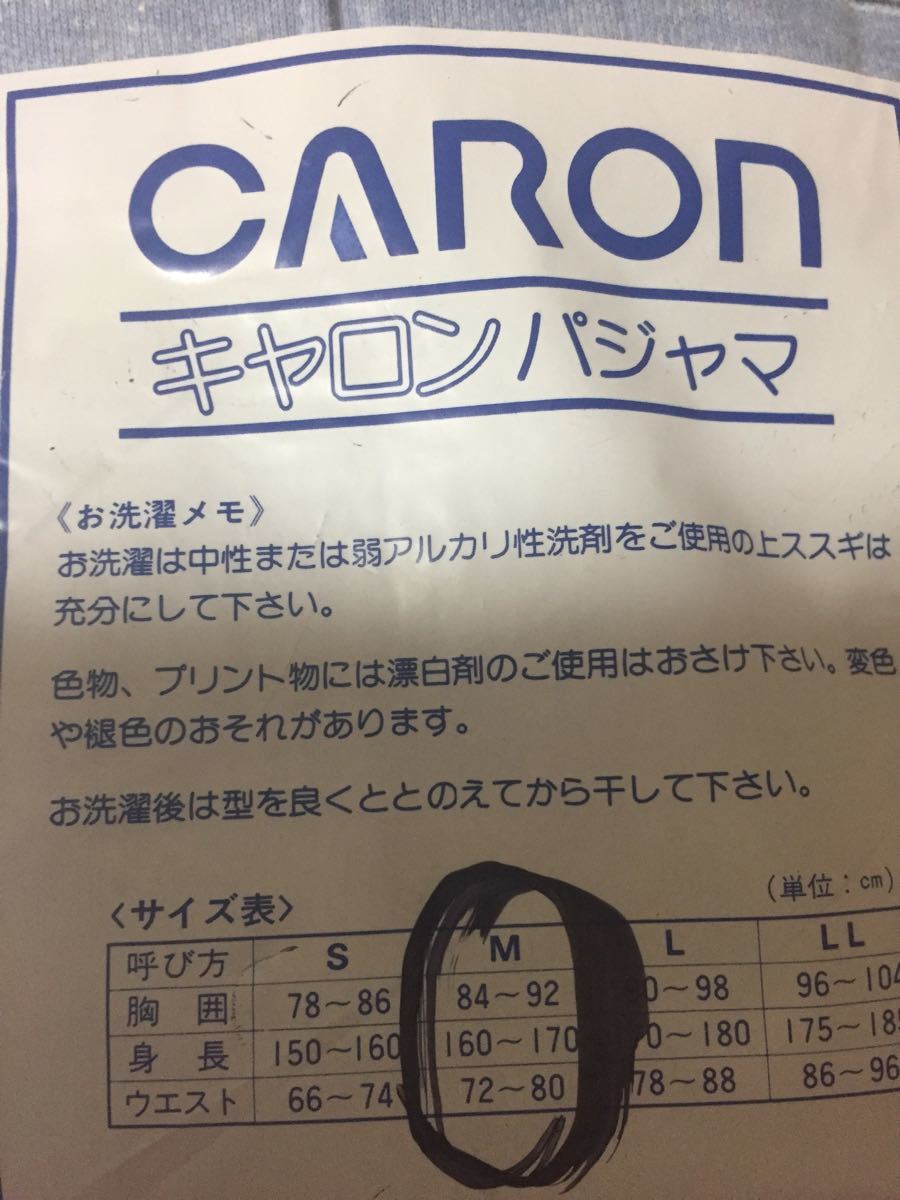 CARON
キャロンパジャマ
《お洗濯メモ》
お洗濯は中性または弱アルカリ性洗剤をご使用の上ススギは
充分にして下さい。
色物、プリント物には漂白剤のご使用はおさけ下さい。変色
や褪色のおそれがあります。
お洗濯後は型を良くととのえてから干して下さい。
〈サイズ表〉 (単位:cm)
呼び方 S M L LL
胸囲 78～86 84～92 0～98 96～104
身長 150～160 160～170 0～180 175～185
ウエスト 66～74 72～80 78～88 86～96